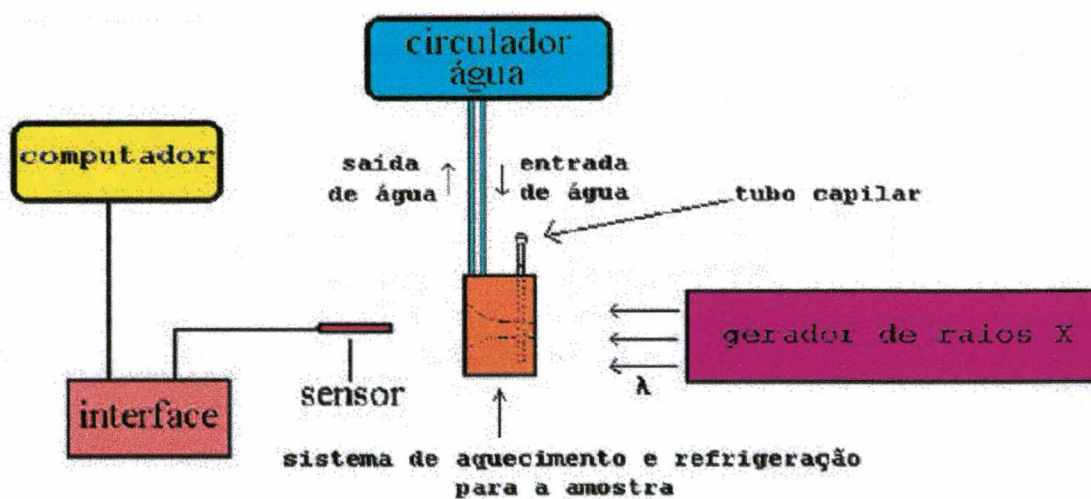 circulador
água
computador
saída
de água
entrada
de água
tubo capilar
gerador de raios X
λ
sensor
interface
sistema de aquecimento e refrigeração
para a amostra